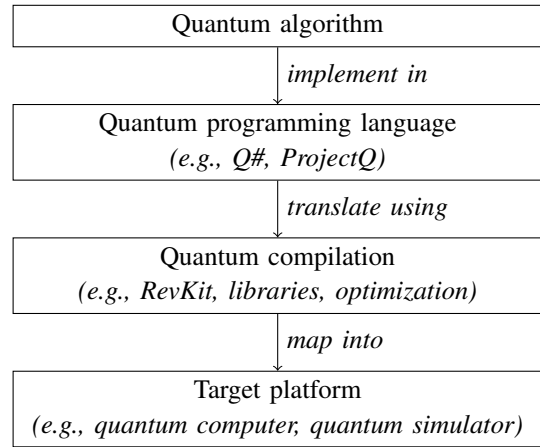 Quantum algorithm
implement in
Quantum programming language
(e.g., Q#, ProjectQ)
translate using
Quantum compilation
(e.g., RevKit, libraries, optimization)
map into
Target platform
(e.g., quantum computer, quantum simulator)